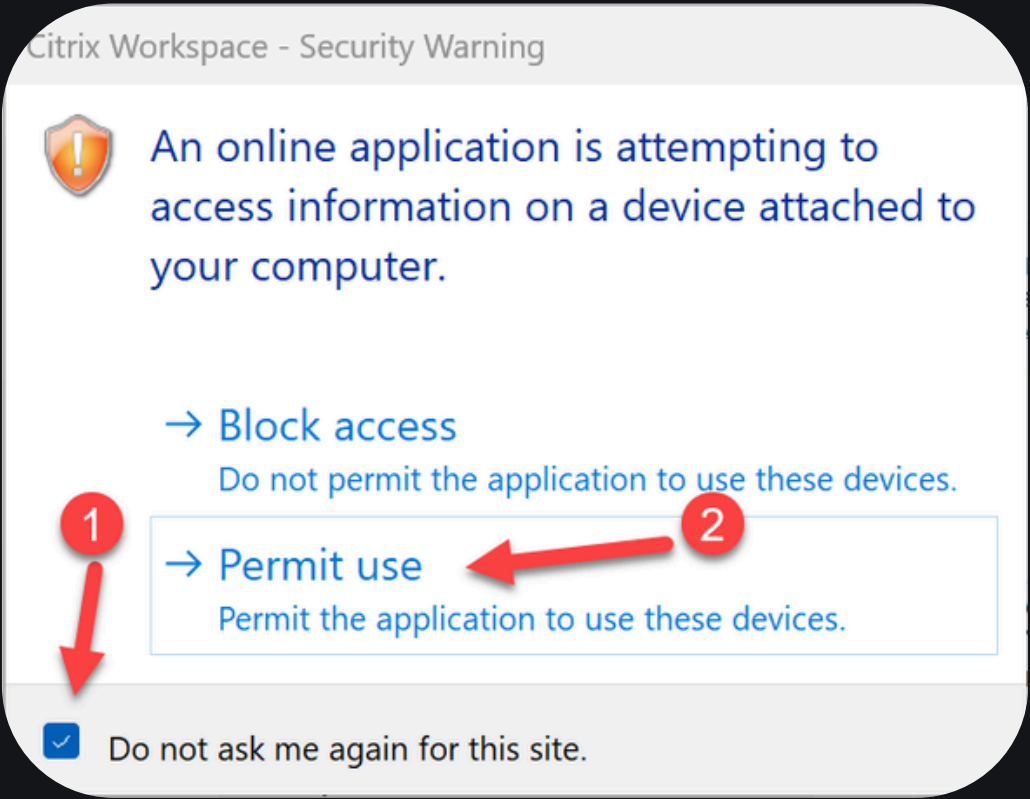 Citrix Workspace - Security Warning
An online application is attempting to
access information on a device attached to
your computer.
→ Block access
Do not permit the application to use these devices.
1
2
→ Permit use
Permit the application to use these devices.
Do not ask me again for this site.